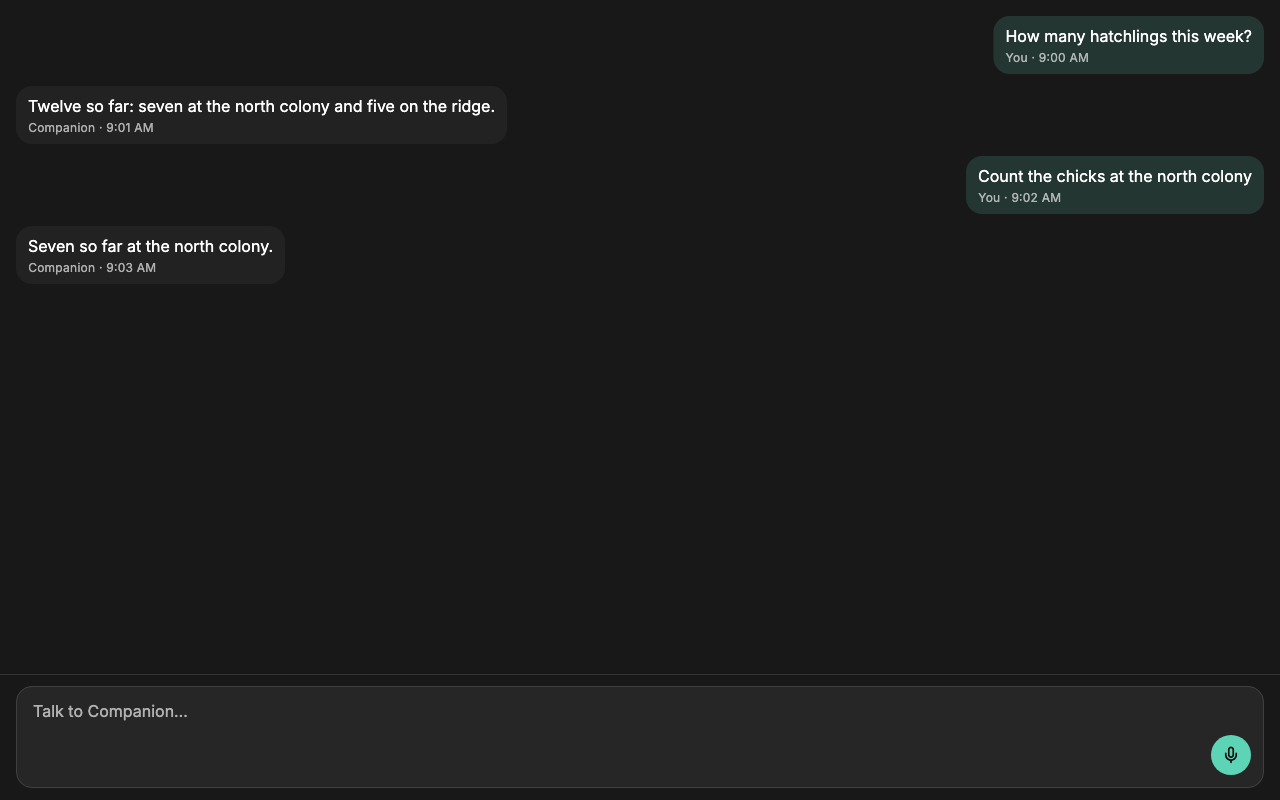 How many hatchlings this week?
You · 9:00 AM
Twelve so far: seven at the north colony and five on the ridge.
Companion · 9:01 AM
Count the chicks at the north colony
You · 9:02 AM
Seven so far at the north colony.
Companion · 9:03 AM
Talk to Companion...